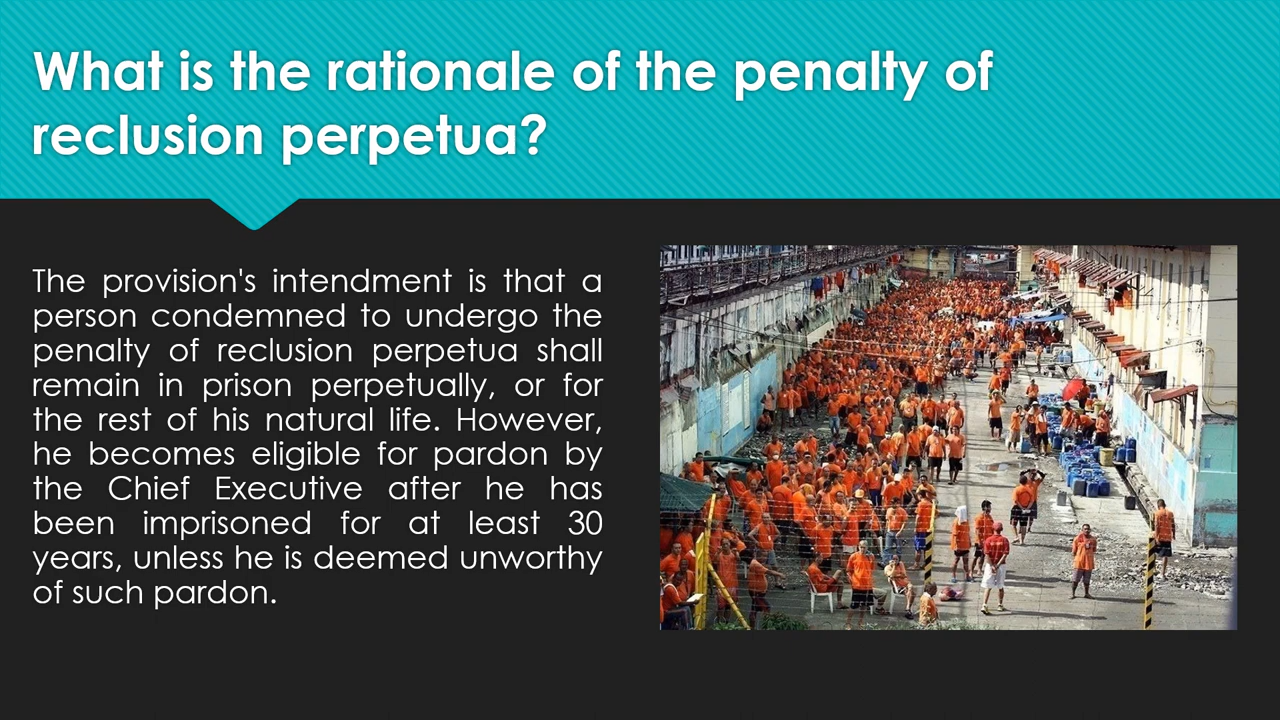 What is the rationale of the penalty of
reclusion perpetua?
The provision's intendment is that a
person condemned to undergo the
penalty of reclusion perpetua shall
remain in prison perpetually, or for
the rest of his natural life. However,
he becomes eligible for pardon by
the Chief Executive after he has
been imprisoned for at least 30
years, unless he is deemed unworthy
of such pardon.